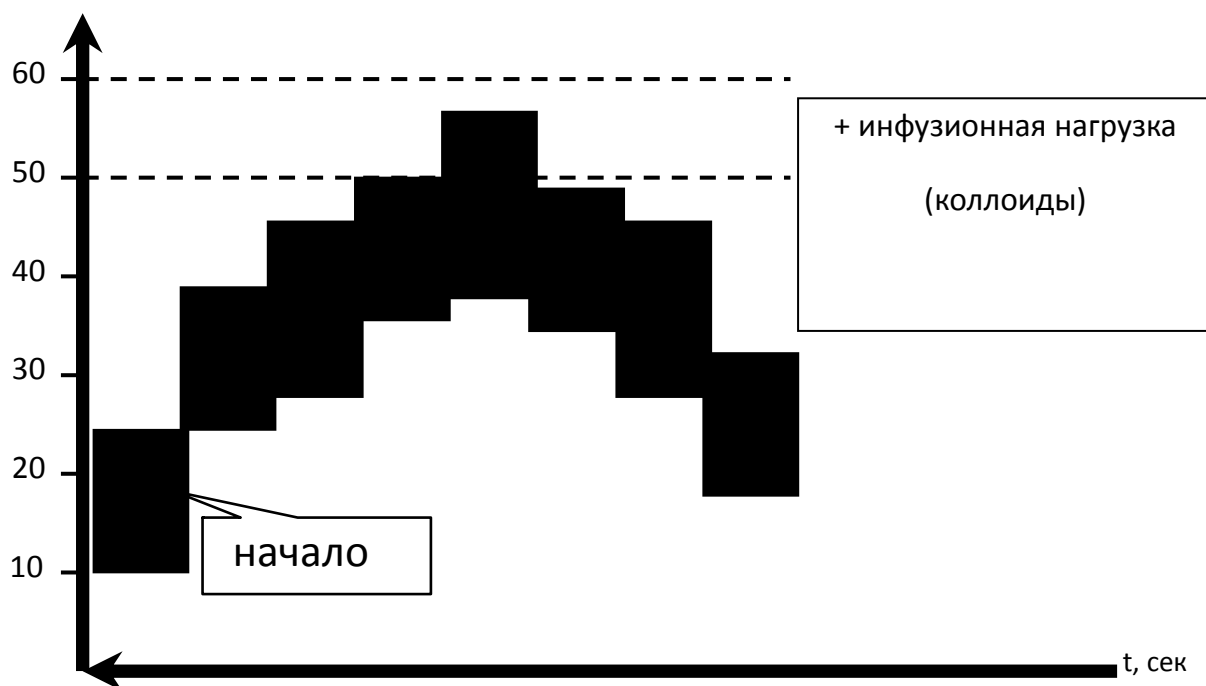 60
50
40
30
20
10
+ инфузионная нагрузка
(коллоиды)
начало
t, сек